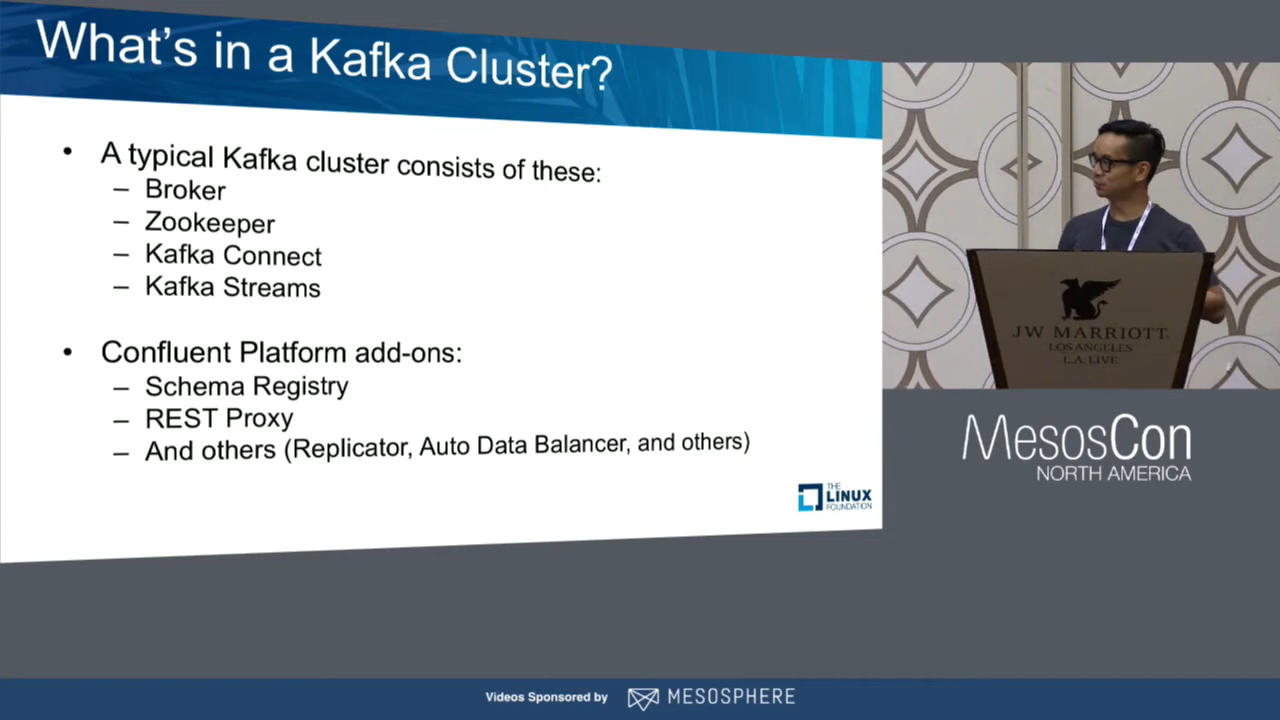 What's in a Kafka Cluster?
• A typical Kafka cluster consists of these:
– Broker
– Zookeeper
– Kafka Connect
– Kafka Streams
• Confluent Platform add-ons:
– Schema Registry
– REST Proxy
– And others (Replicator, Auto Data Balancer, and others)
THE
LINUX
FOUNDATION
JW MARRIOTT
LOS ANGELES
L.A. LIVE
MesosCon
NORTH AMERICA
Videos Sponsored by MESOSPHERE